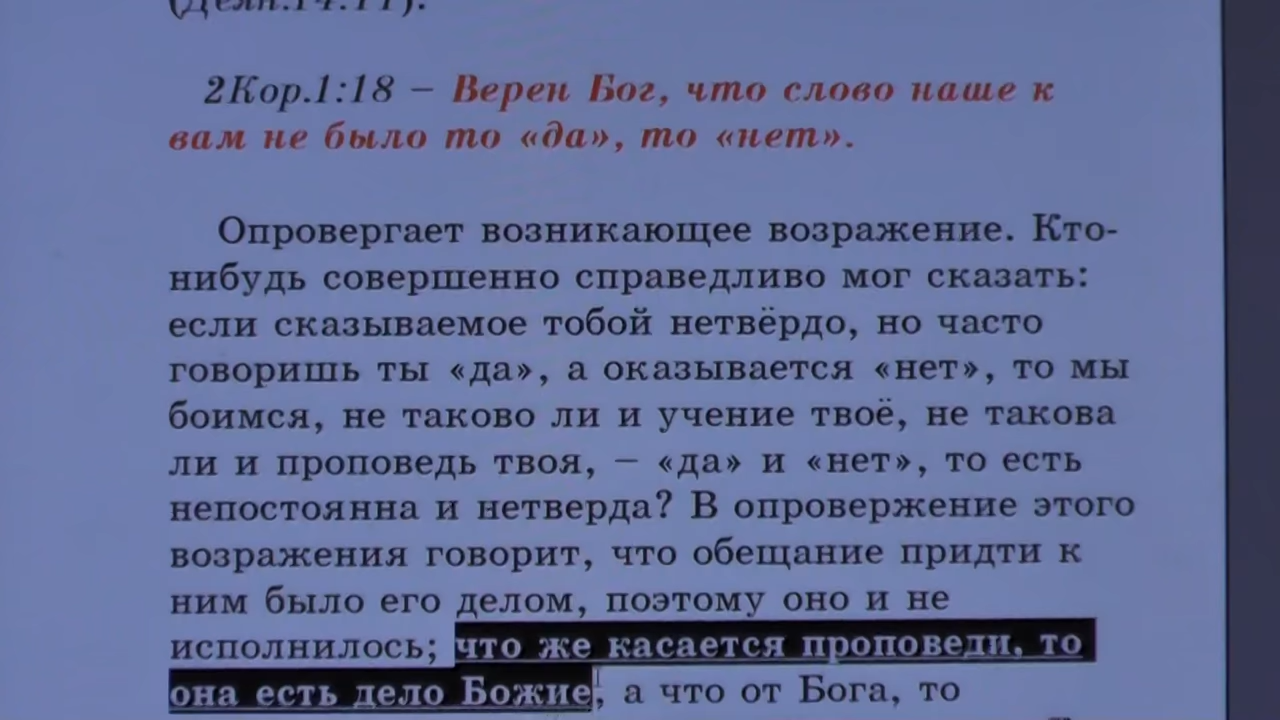 (Деян.14:11).
2Кор.1:18 – Верен Бог, что слово наше к
вам не было то «да», то «нет».
Опровергает возникающее возражение. Кто-
нибудь совершенно справедливо мог сказать:
если сказываемое тобой нетвёрдо, но часто
говоришь ты «да», а оказывается «нет», то мы
боимся, не таково ли и учение твоё, не такова
ли и проповедь твоя, – «да» и «нет», то есть
непостоянна и нетверда? В опровержение этого
возражения говорит, что обещание придти к
ним было его делом, поэтому оно и не
исполнилось; что же касается проповеди, то
она есть дело Божие, а что от Бога, то